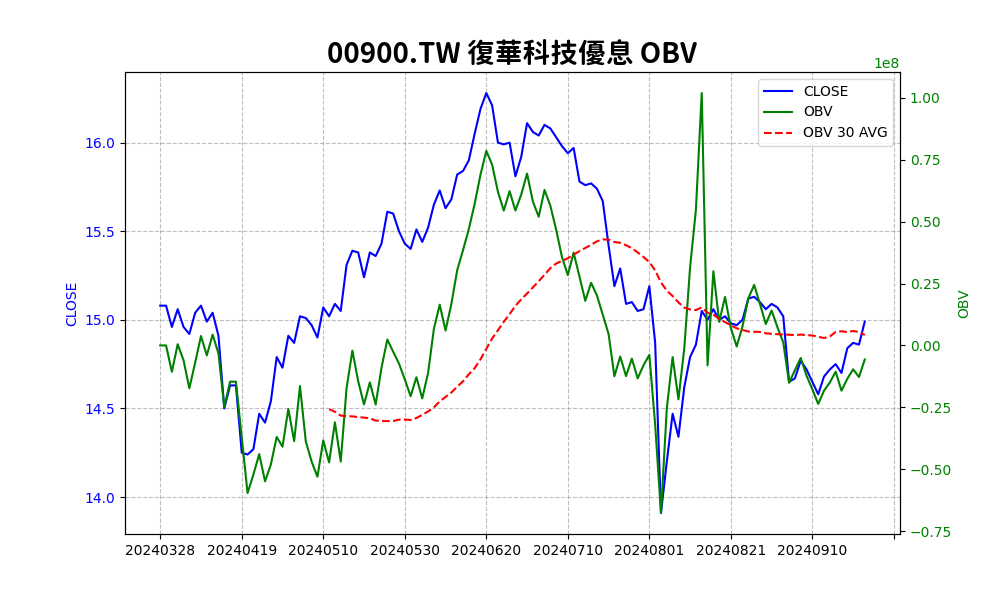 00900.TW 復華科技優息 OBV
1e8
CLOSE
OBV
OBV 30 AVG
CLOSE
16.0
15.5
15.0
14.5
14.0
1.00
0.75
0.50
0.25
0.00
−0.25
−0.50
−0.75
OBV
20240328 20240419 20240510 20240530 20240620 20240710 20240801 20240821 20240910